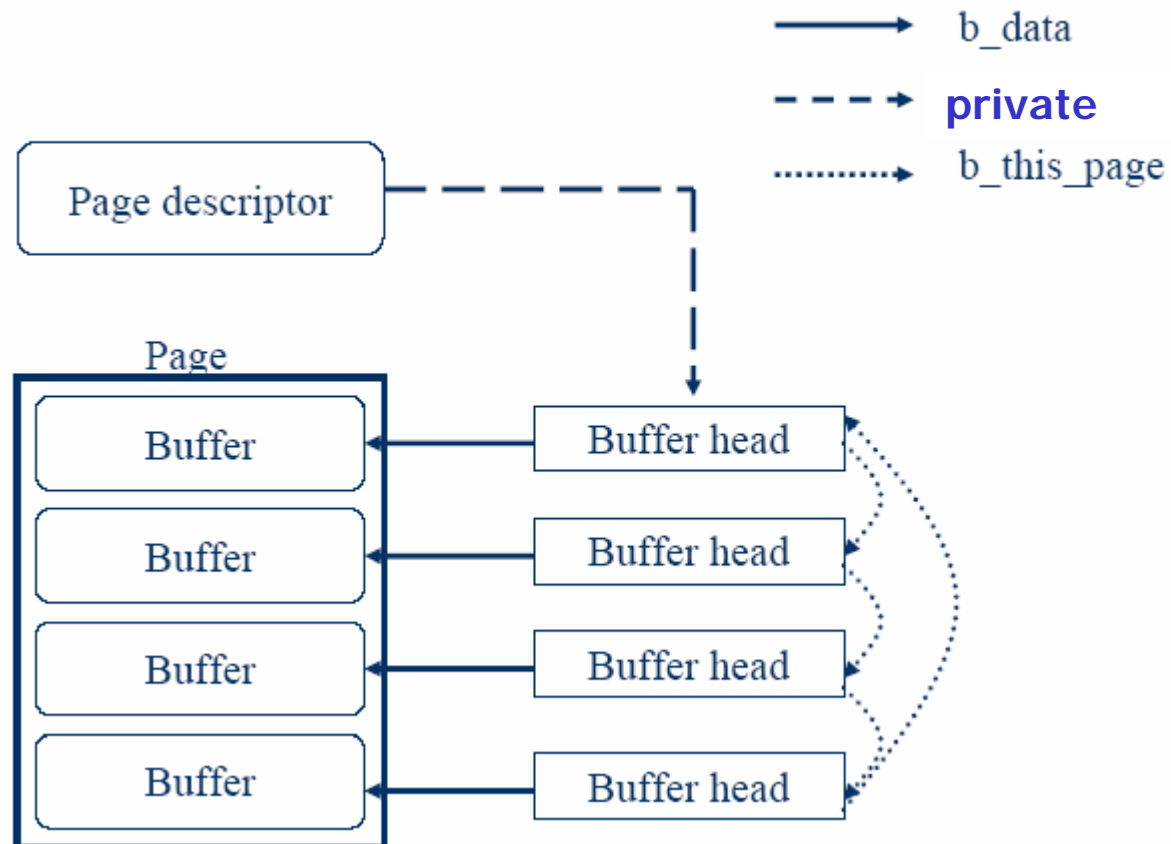 b_data
private
b_this_page
Page descriptor
Page
Buffer
Buffer head
Buffer
Buffer head
Buffer
Buffer head
Buffer
Buffer head